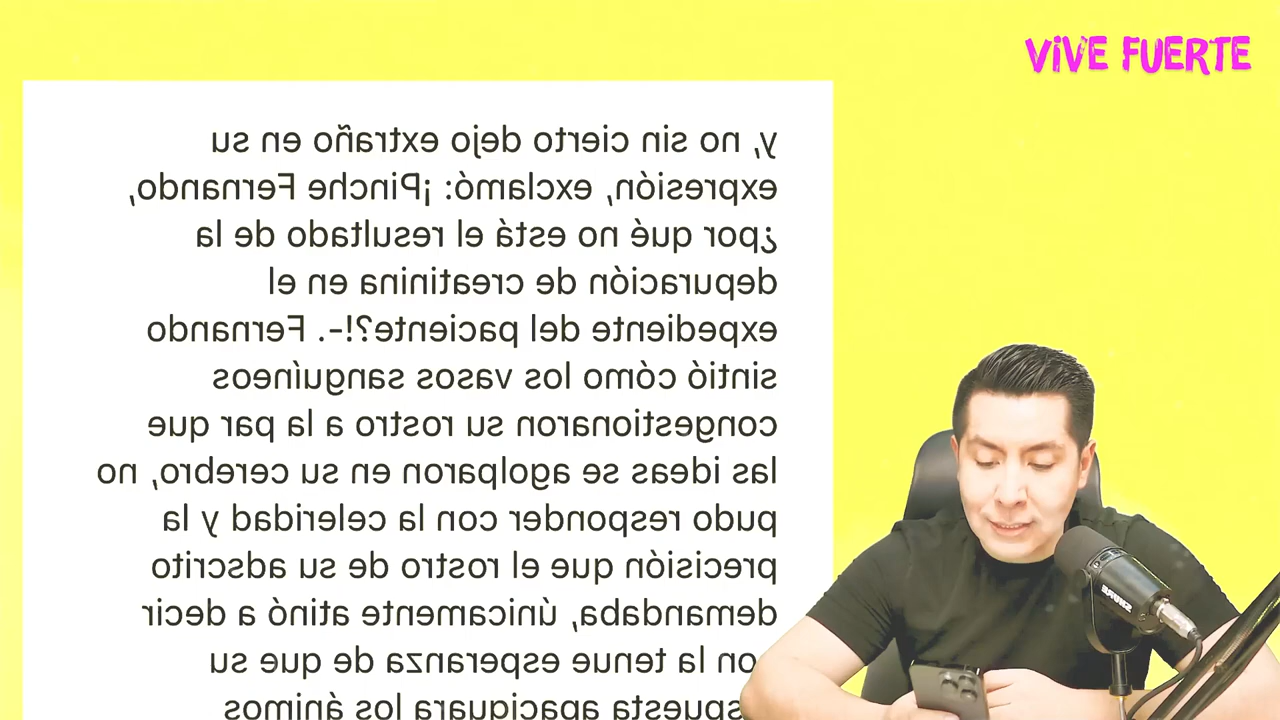 VIVE FUERTE
y, no sin cierto dejo extraño en su
expresión, exclamó: ¡Pinche Fernando,
¿por qué no está el resultado de la
depuración de creatinina en el
expediente del paciente?!-. Fernando
sintió cómo los vasos sanguíneos
congestionaron su rostro a la par que
las ideas se agolparon en su cerebro, no
pudo responder con la celeridad y la
precisión que el rostro de su adscrito
demandaba, únicamente atinó a decir
la tenue esperanza de que su
apaciguara los ánimos
SHURE